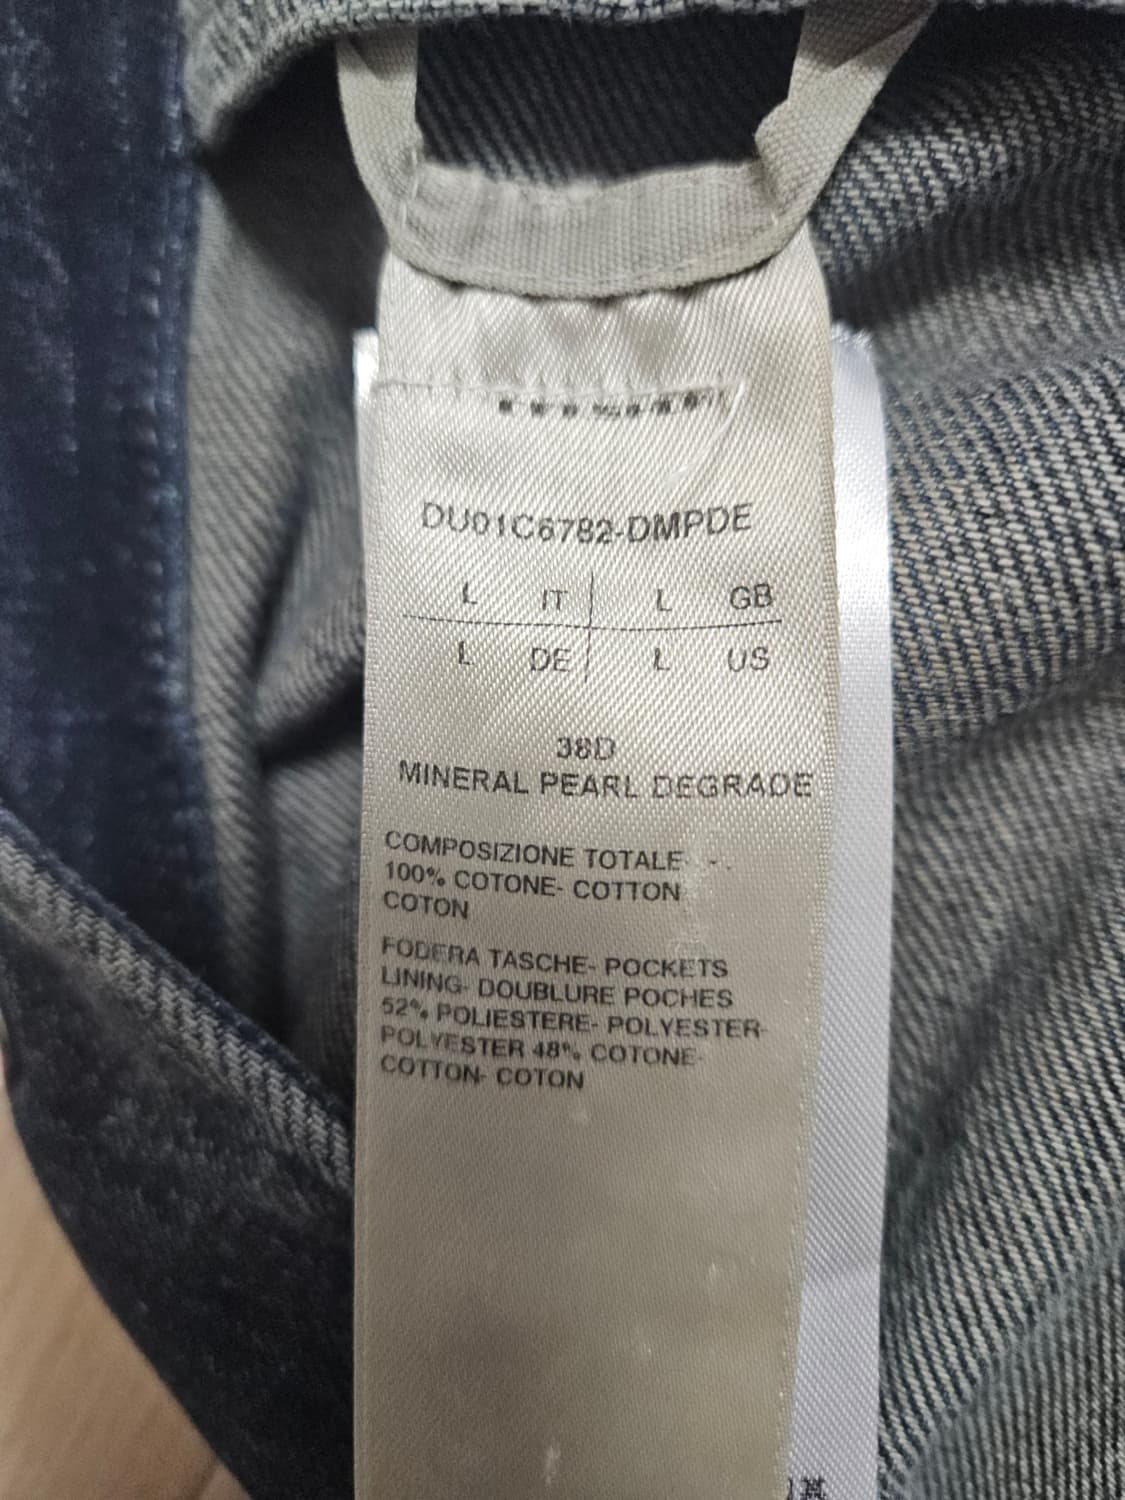 DU01C6782-DMPDE
L IT L GB
L DE L US
38D
MINERAL PEARL DEGRADE
COMPOSIZIONE TOTALE- - .
100% COTONE- COTTON
COTON
FODERA TASCHE- POCKETS
LINING- DOUBLURE POCHES
52% POLIESTERE- POLYESTER-
POLYESTER 48% COTONE-
COTTON- COTON